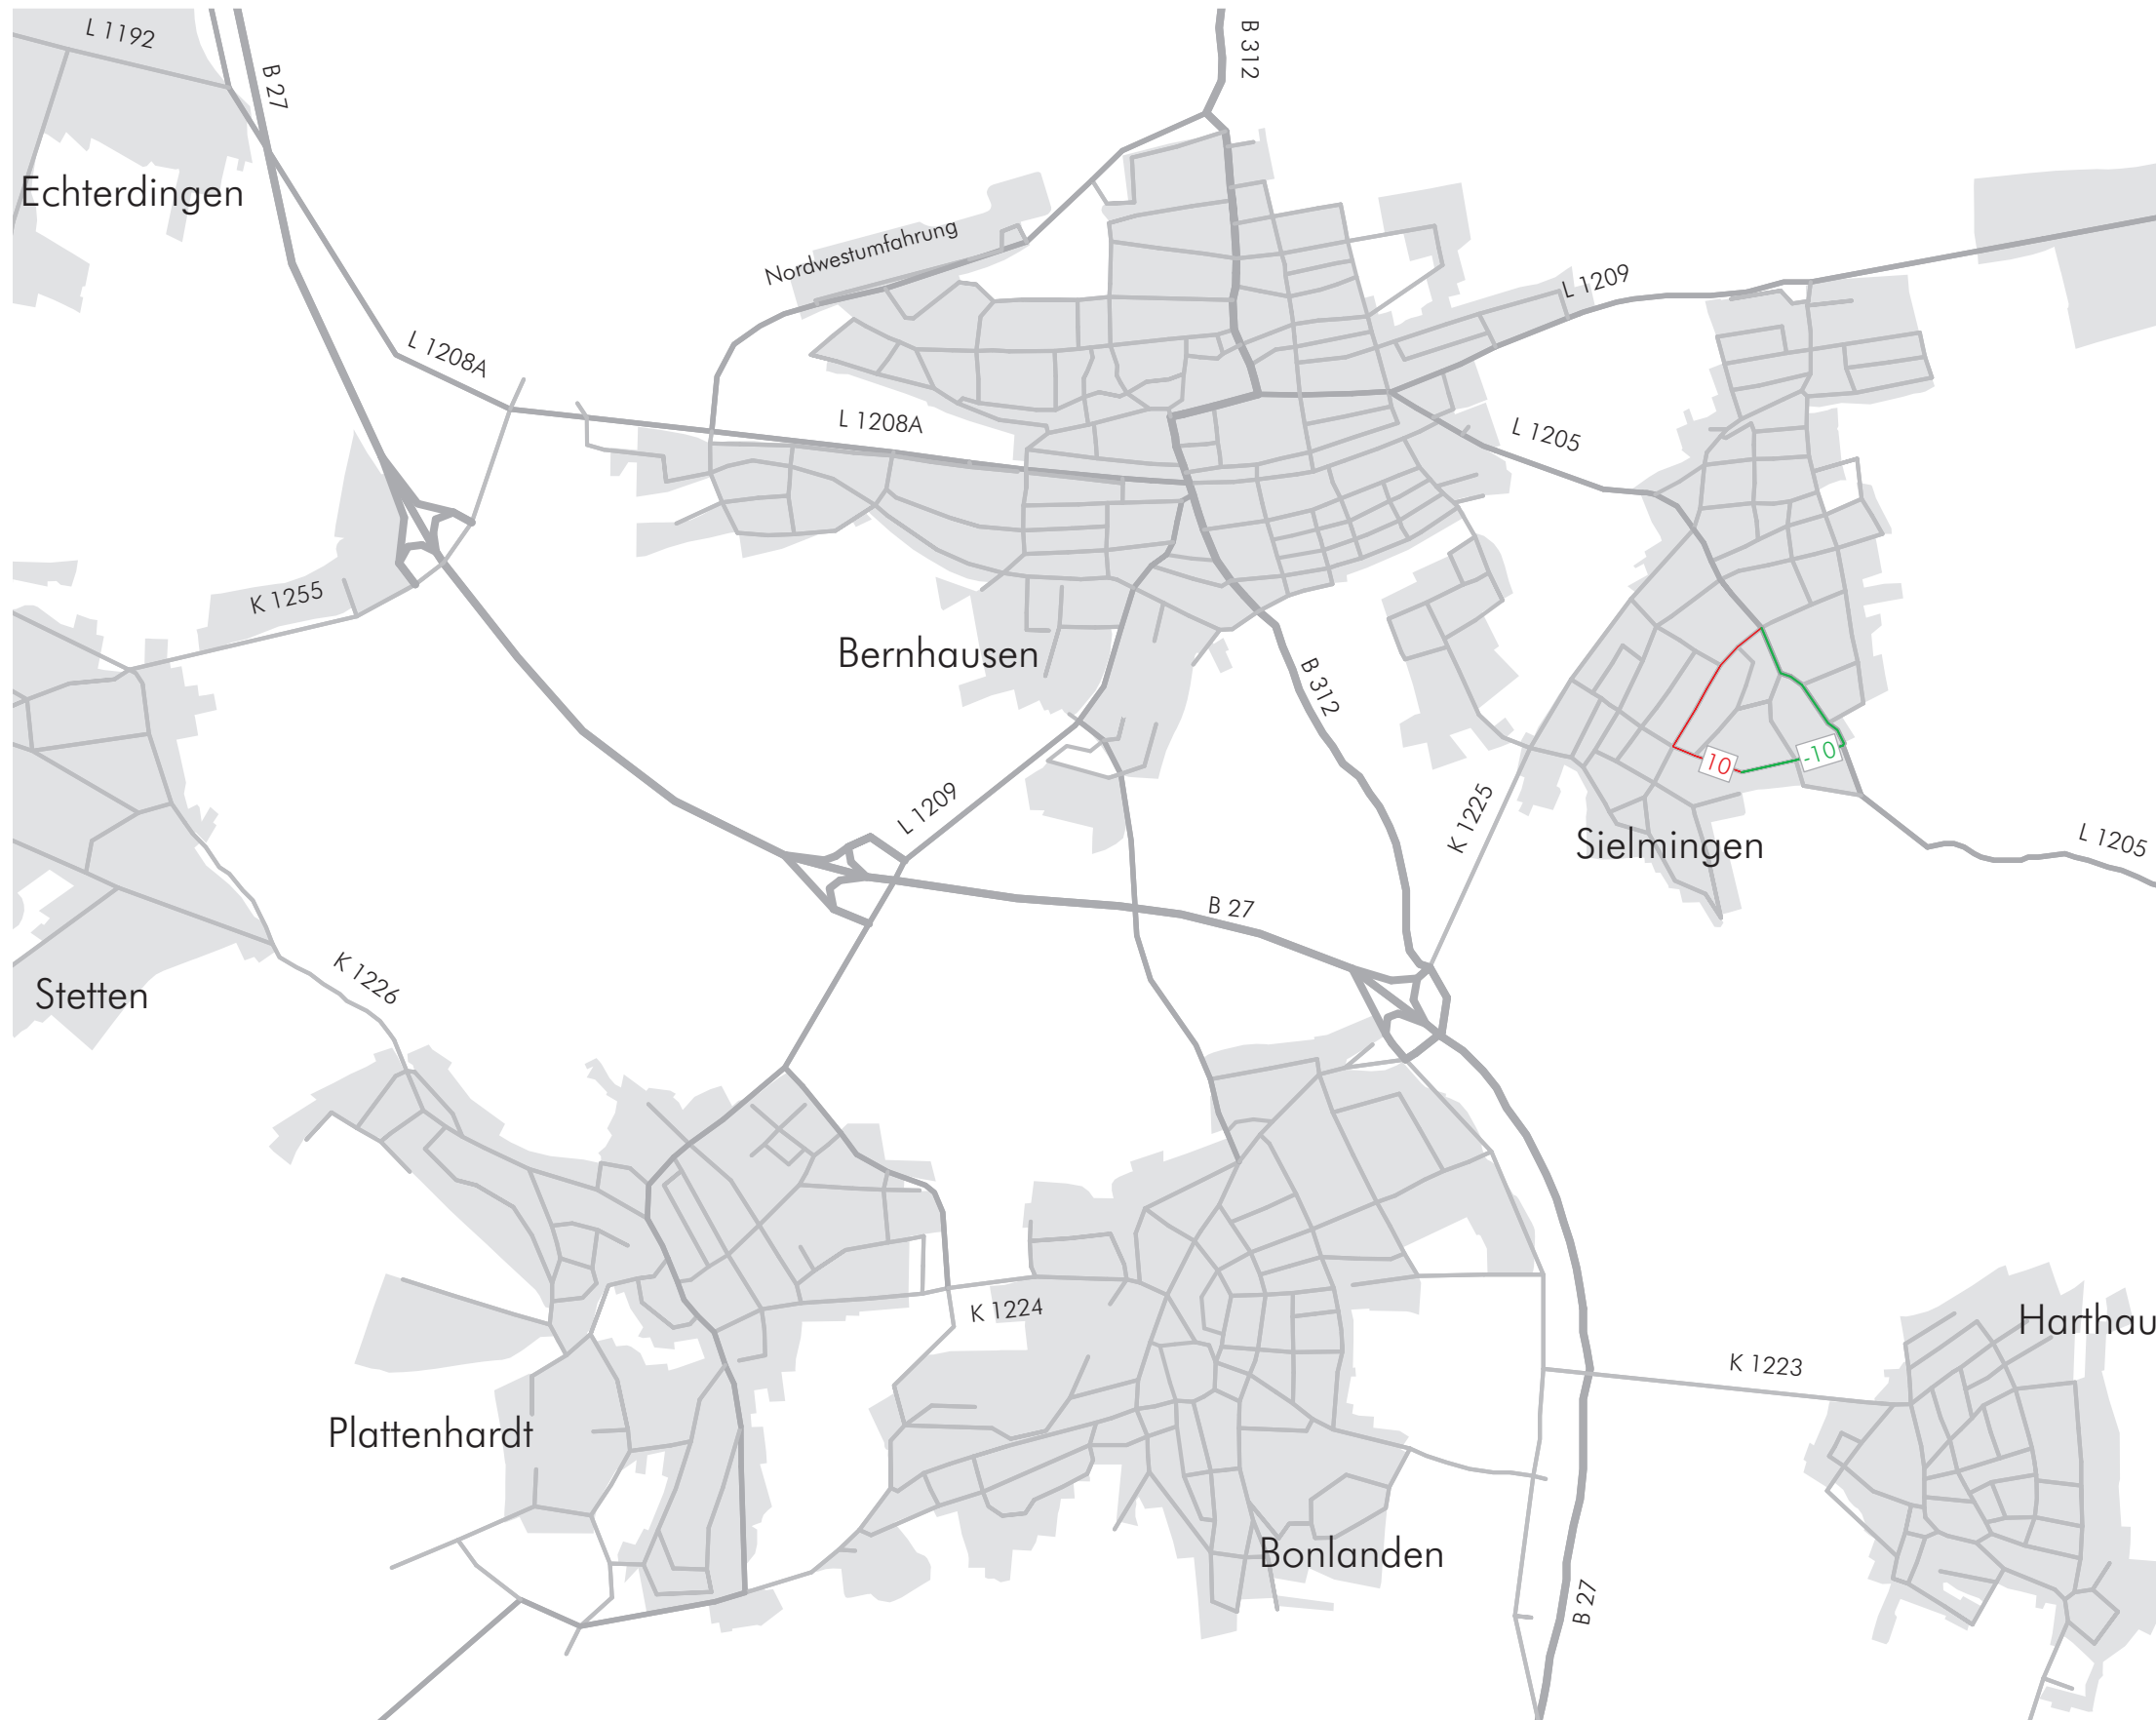 L 1192
B 27
B 312
Echterdingen
Nordwestumfahrung
L 1209
L 1208A
L 1208A
L 1205
K 1255
Bernhausen
B 312
10
-10
L 1209
K 1225
Sielmingen
L 1205
B 27
Stetten
K 1226
K 1224
Harthau
K 1223
Plattenhardt
Bonlanden
B 27